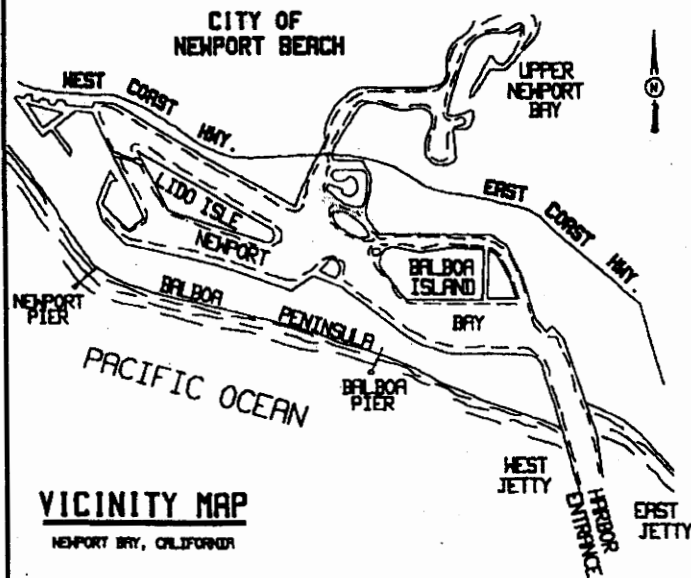 CITY OF
NEWPORT BEACH
WEST COAST HWY.
UPPER
NEWPORT
BAY
N
EAST COAST HWY.
LIDO ISLE
NEWPORT
BALBOA
ISLAND
BAY
NEWPORT
PIER
BALBOA PENINSULA
BALBOA
PIER
PACIFIC OCEAN
WEST
JETTY
HARBOR
ENTRANCE
EAST
JETTY
VICINITY MAP
NEWPORT BAY, CALIFORNIA